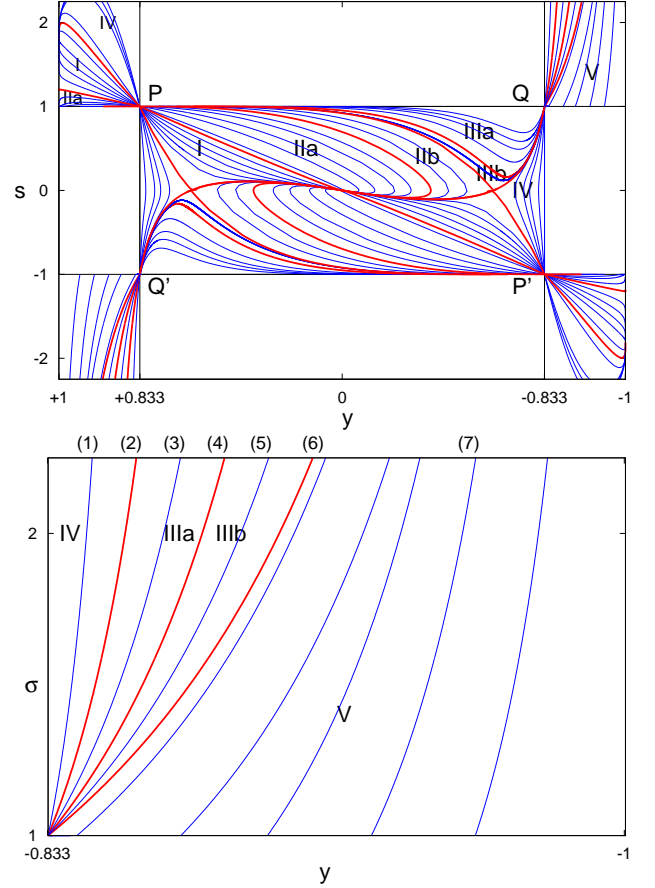 2
IV
I
IIa
1
P
Q
V
IIIa
I
IIa
IIb
IIIb
IV
s
0
-1
Q'
P'
-2
+1
+0.833
0
-0.833
-1
y
(1)
(2)
(3)
(4)
(5)
(6)
(7)
2
IV
IIIa
IIIb
σ
V
1
-0.833
-1
y